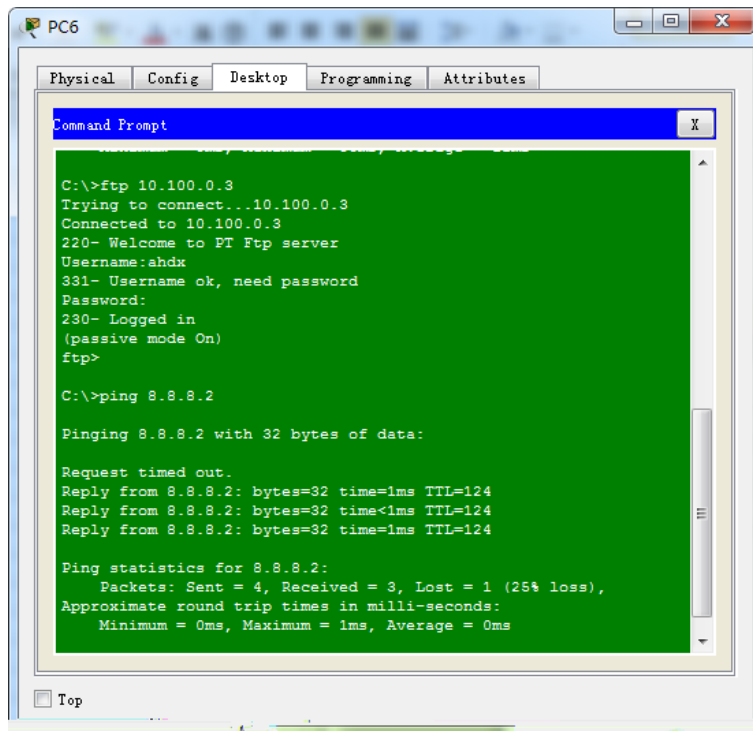 PC6
Physical Config Desktop Programming Attributes
Command Prompt X
C:\>ftp 10.100.0.3
Trying to connect...10.100.0.3
Connected to 10.100.0.3
220- Welcome to PT Ftp server
Username:ahdx
331- Username ok, need password
Password:
230- Logged in
(passive mode On)
ftp>
C:\>ping 8.8.8.2
Pinging 8.8.8.2 with 32 bytes of data:
Request timed out.
Reply from 8.8.8.2: bytes=32 time=1ms TTL=124
Reply from 8.8.8.2: bytes=32 time<1ms TTL=124
Reply from 8.8.8.2: bytes=32 time=1ms TTL=124
Ping statistics for 8.8.8.2:
Packets: Sent = 4, Received = 3, Lost = 1 (25% loss),
Approximate round trip times in milli-seconds:
Minimum = 0ms, Maximum = 1ms, Average = 0ms
Top